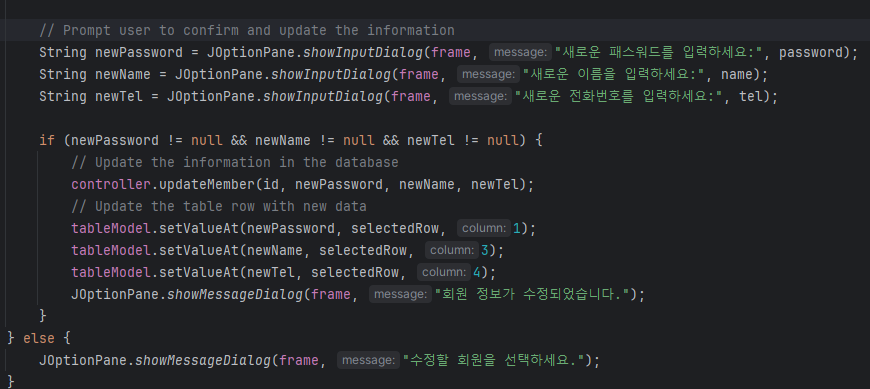 // Prompt user to confirm and update the information
String newPassword = JOptionPane.showInputDialog(frame, message: "새로운 패스워드를 입력하세요:", password);
String newName = JOptionPane.showInputDialog(frame, message: "새로운 이름을 입력하세요:", name);
String newTel = JOptionPane.showInputDialog(frame, message: "새로운 전화번호를 입력하세요:", tel);
if (newPassword != null && newName != null && newTel != null) {
// Update the information in the database
controller.updateMember(id, newPassword, newName, newTel);
// Update the table row with new data
tableModel.setValueAt(newPassword, selectedRow, column: 1);
tableModel.setValueAt(newName, selectedRow, column: 3);
tableModel.setValueAt(newTel, selectedRow, column: 4);
JOptionPane.showMessageDialog(frame, message: "회원 정보가 수정되었습니다.");
}
} else {
JOptionPane.showMessageDialog(frame, message: "수정할 회원을 선택하세요.");
}